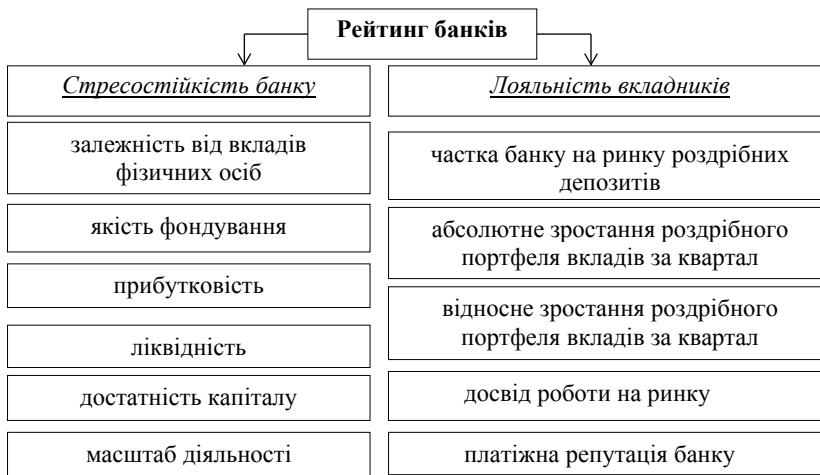 Рейтинг банків
Стресостійкість банку
залежність від вкладів
фізичних осіб
якість фондування
прибутковість
ліквідність
достатність капіталу
масштаб діяльності
Лояльність вкладників
частка банку на ринку роздрібних
депозитів
абсолютне зростання роздрібного
портфеля вкладів за квартал
відносне зростання роздрібного
портфеля вкладів за квартал
досвід роботи на ринку
платіжна репутація банку